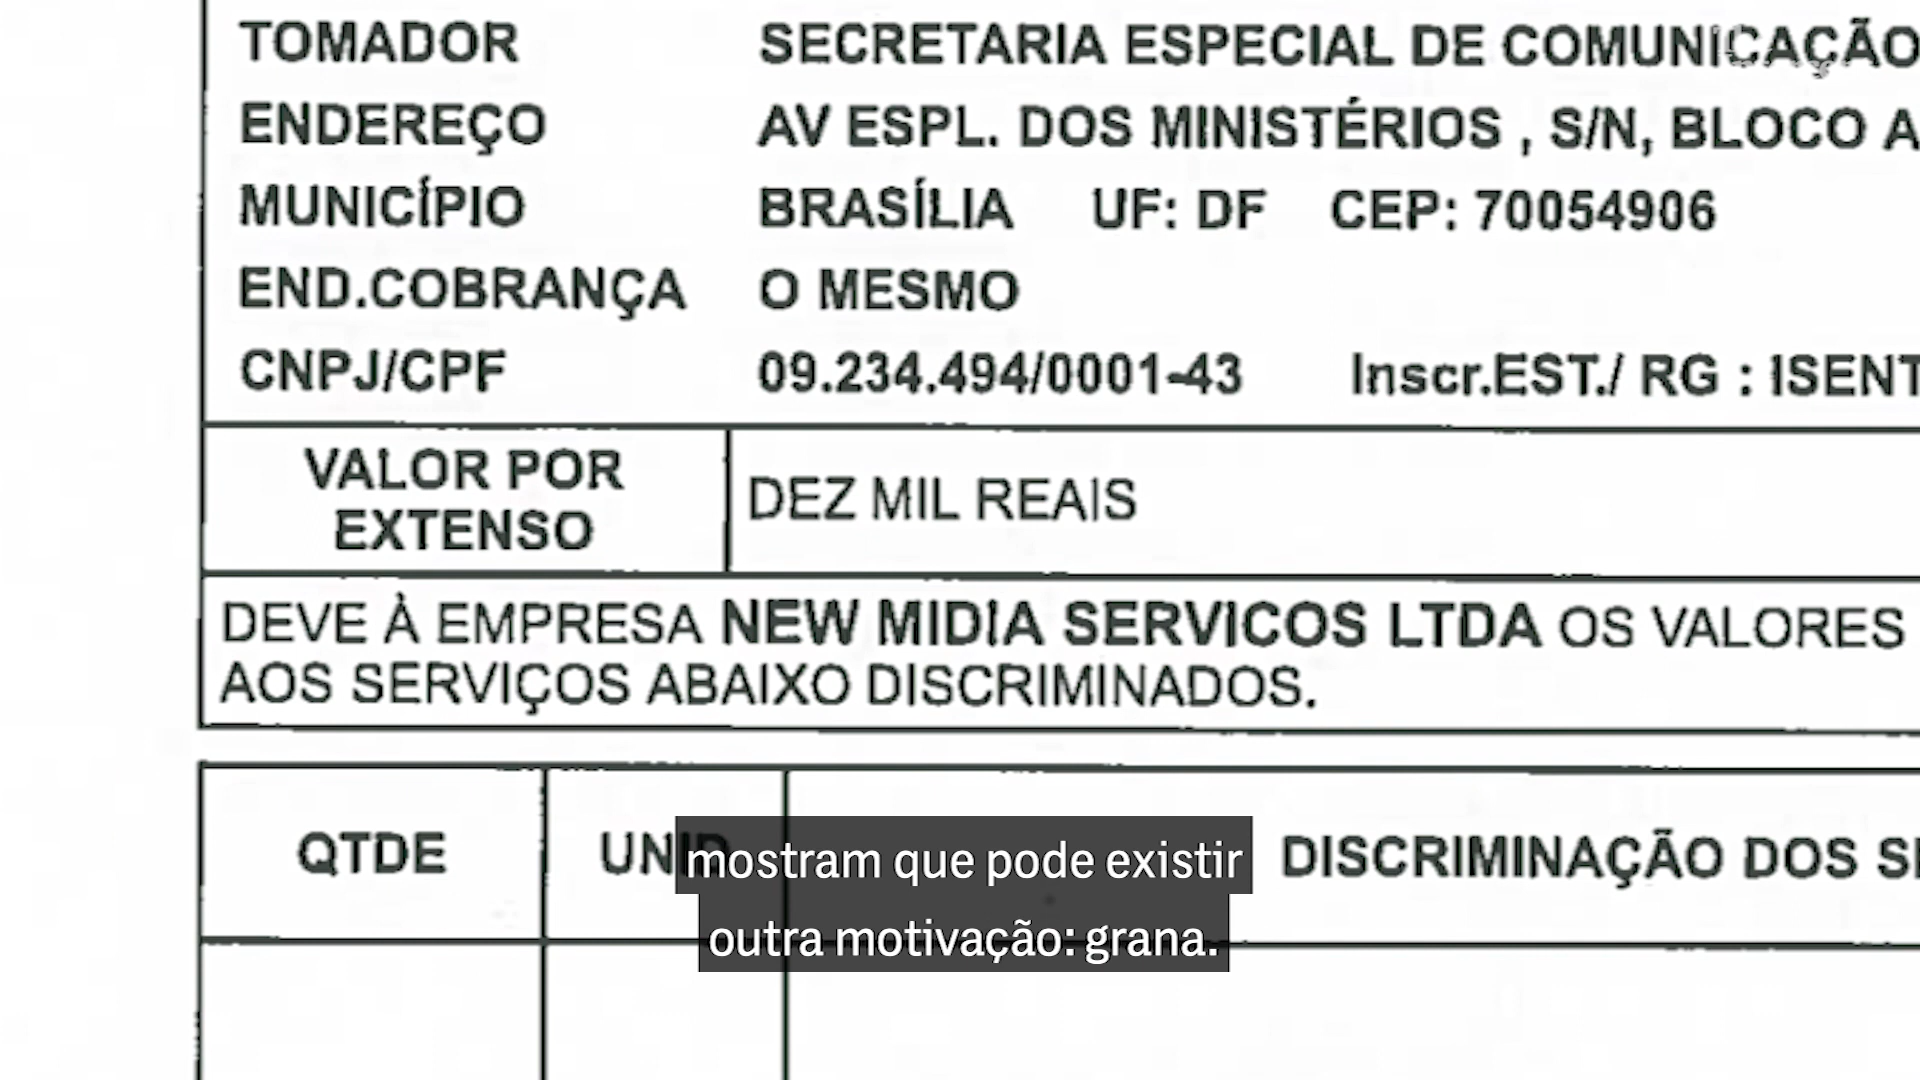 TOMADOR SECRETARIA ESPECIAL DE COMUNICAÇÃO
ENDEREÇO AV ESPL. DOS MINISTÉRIOS , S/N, BLOCO A
MUNICÍPIO BRASÍLIA UF: DF CEP: 70054906
END.COBRANÇA O MESMO
CNPJ/CPF 09.234.494/0001-43 Inscr.EST./ RG : ISENT
VALOR POR
EXTENSO
DEZ MIL REAIS
DEVE À EMPRESA NEW MIDIA SERVICOS LTDA OS VALORES
AOS SERVIÇOS ABAIXO DISCRIMINADOS.
QTDE UNID DISCRIMINAÇÃO DOS SE
mostram que pode existir
outra motivação: grana.